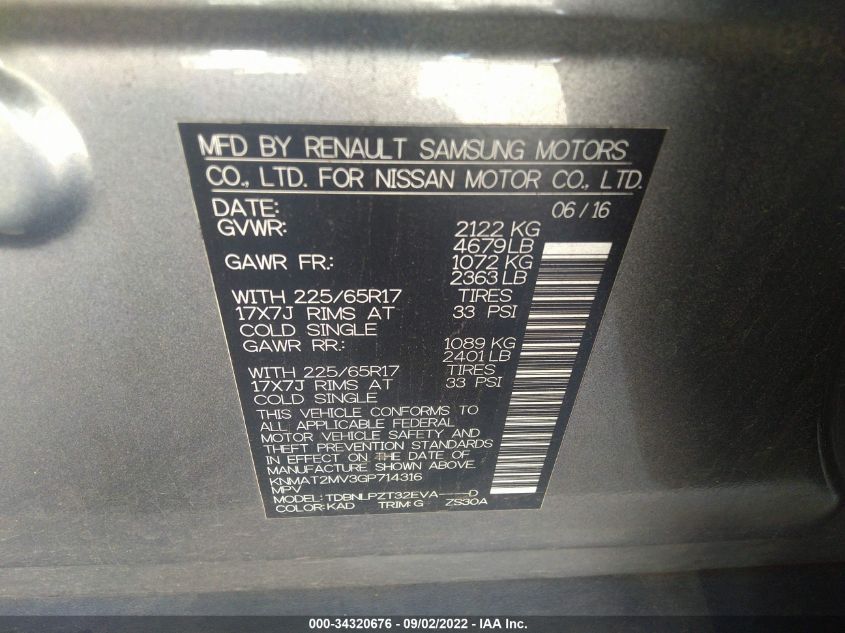 MFD BY RENAULT SAMSUNG MOTORS
CO., LTD. FOR NISSAN MOTOR CO., LTD.
DATE: 06/16
GVWR: 2122 KG
4679 LB
GAWR FR: 1072 KG
2363 LB
WITH 225/65R17 TIRES
17X7J RIMS AT 33 PSI
COLD SINGLE
GAWR RR: 1089 KG
2401 LB
WITH 225/65R17 TIRES
17X7J RIMS AT 33 PSI
COLD SINGLE
THIS VEHICLE CONFORMS TO
ALL APPLICABLE FEDERAL
MOTOR VEHICLE SAFETY AND
THEFT PREVENTION STANDARDS
IN EFFECT ON THE DATE OF
MANUFACTURE SHOWN ABOVE.
KNMAT2MV3GP714316
MPV
MODEL: TDBNLPZT32EVA----D
COLOR: KAD TRIM: G ZS30A
000-34320676 - 09/02/2022 - IAA Inc.